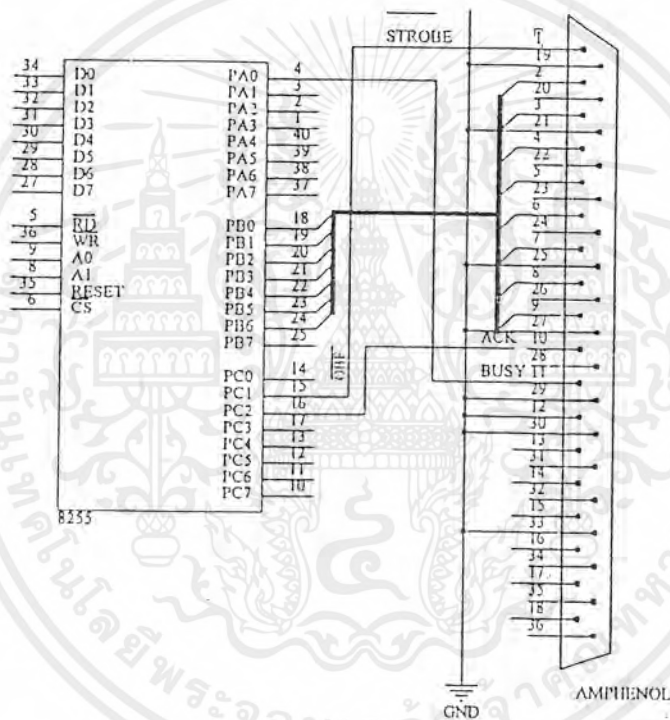 STROBE
34 D0
33 D1
32 D2
31 D3
30 D4
29 D5
28 D6
27 D7
5 RD
36 WR
9 A0
8 A1
35 RESET
6 CS
PA0 4
PA1 3
PA2 2
PA3 1
PA4 40
PA5 39
PA6 38
PA7 37
PB0 18
PB1 19
PB2 20
PB3 21
PB4 22
PB5 23
PB6 24
PB7 25
PC0 14
PC1 15
PC2 16
PC3 17
PC4 13
PC5 12
PC6 11
PC7 10
8255
OBF
1
19
2
20
3
21
4
22
5
23
6
24
7
25
8
26
9
27
ACK 10
28
BUSY 11
29
12
30
13
31
14
32
15
33
16
34
17
35
18
36
GND
AMPHENOL